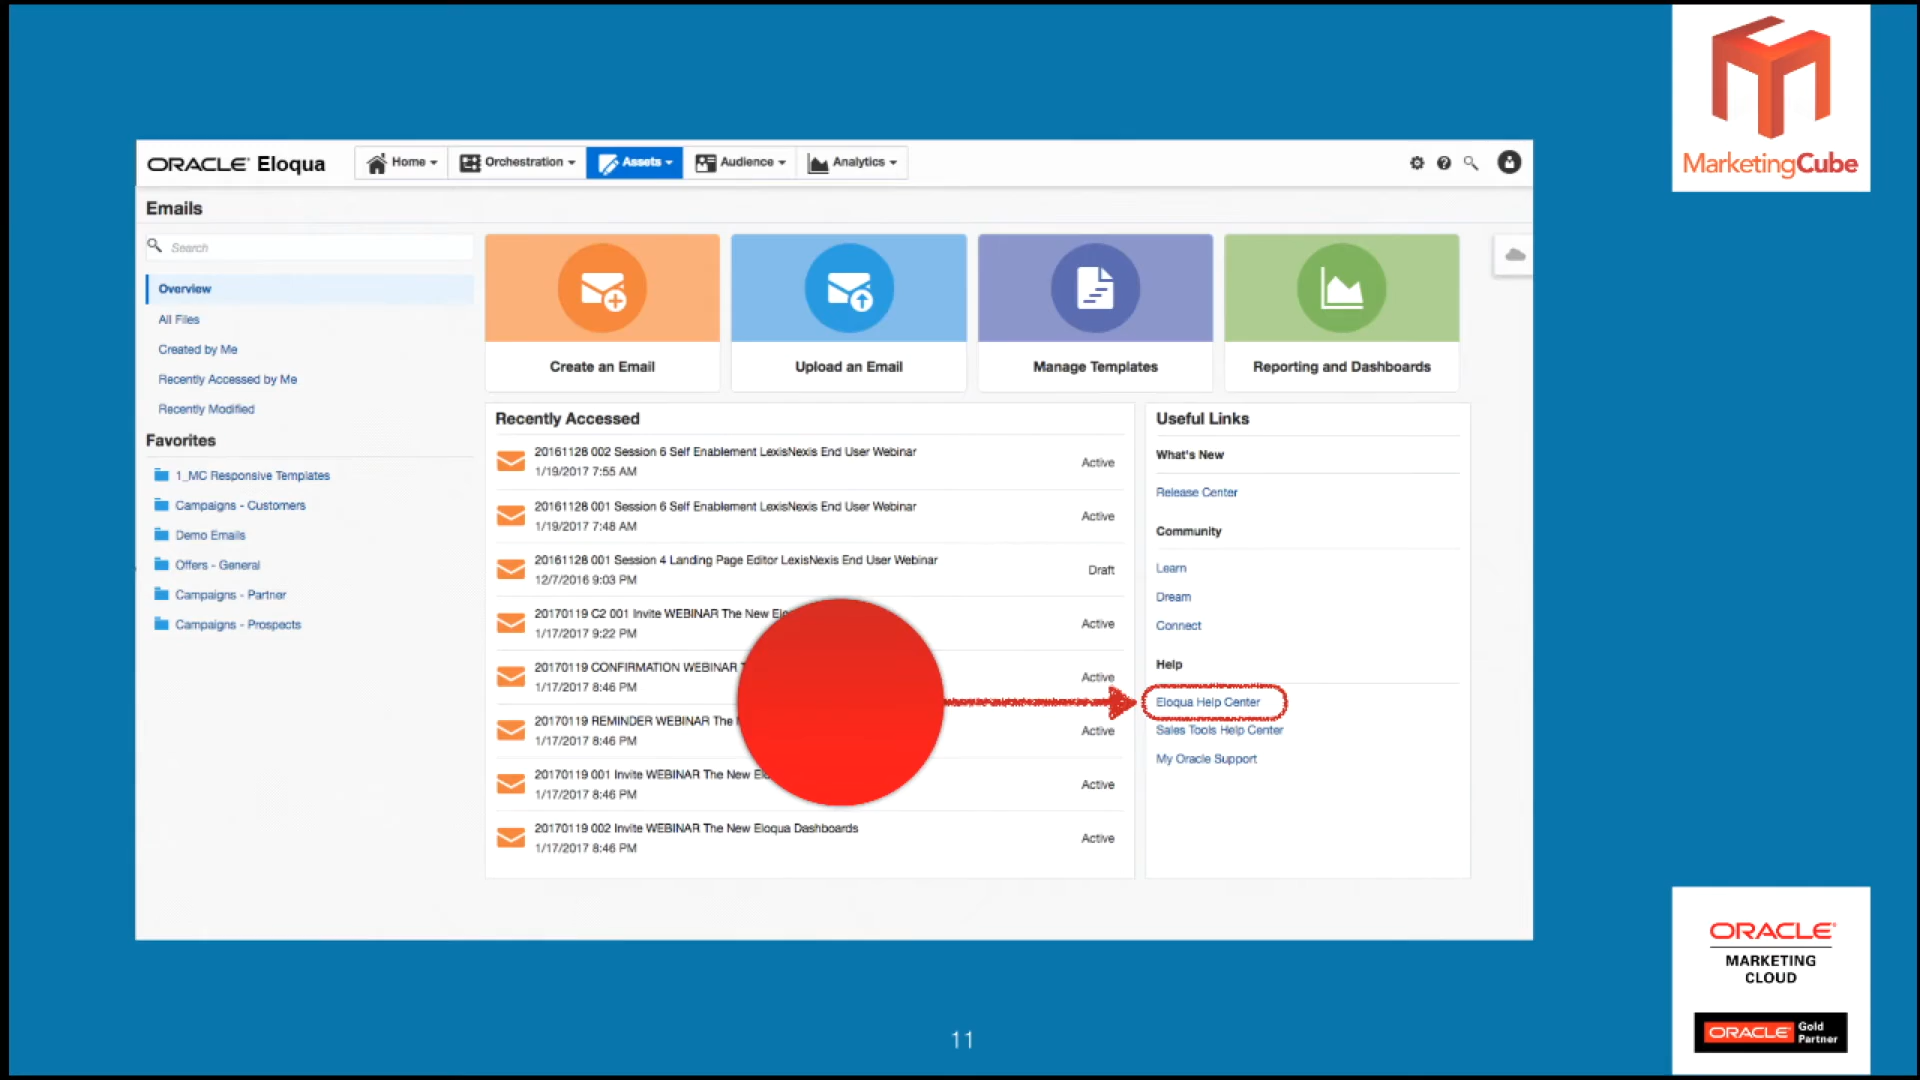 MarketingCube
ORACLE Eloqua
Home
Orchestration
Assets
Audience
Analytics
Emails
Search
Overview
All Files
Created by Me
Recently Accessed by Me
Recently Modified
Favorites
1_MC Responsive Templates
Campaigns - Customers
Demo Emails
Offers - General
Campaigns - Partner
Campaigns - Prospects
Create an Email
Upload an Email
Manage Templates
Reporting and Dashboards
Recently Accessed
20161128 002 Session 6 Self Enablement LexisNexis End User Webinar
1/19/2017 7:55 AM
Active
20161128 001 Session 6 Self Enablement LexisNexis End User Webinar
1/19/2017 7:48 AM
Active
20161128 001 Session 4 Landing Page Editor LexisNexis End User Webinar
12/7/2016 9:03 PM
Draft
20170119 C2 001 Invite WEBINAR The New
1/17/2017 9:22 PM
Active
20170119 CONFIRMATION WEBINAR
1/17/2017 8:46 PM
Active
20170119 REMINDER WEBINAR The
1/17/2017 8:46 PM
Active
20170119 001 Invite WEBINAR The New
1/17/2017 8:46 PM
Active
20170119 002 Invite WEBINAR The New Eloqua Dashboards
1/17/2017 8:46 PM
Active
Useful Links
What's New
Release Center
Community
Learn
Dream
Connect
Help
Eloqua Help Center
Sales Tools Help Center
My Oracle Support
ORACLE
MARKETING
CLOUD
ORACLE Gold
Partner
11